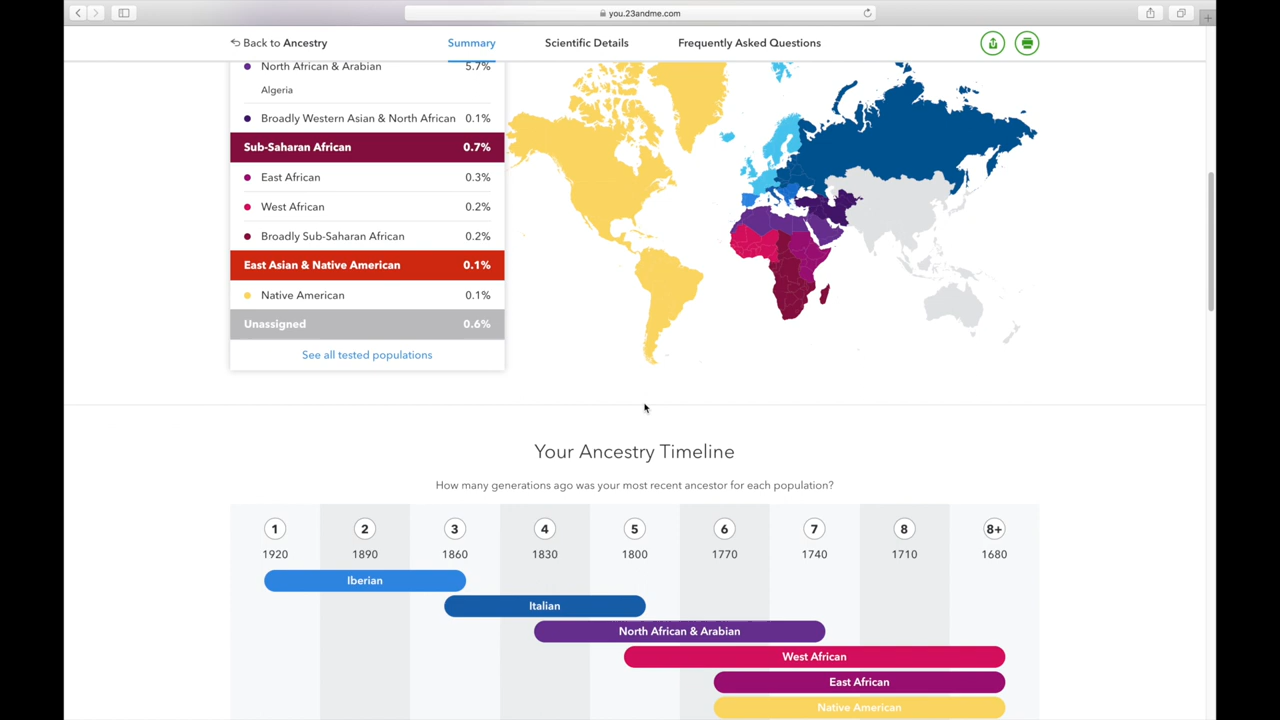 you.23andme.com
Back to Ancestry
Summary
Scientific Details
Frequently Asked Questions
North African & Arabian 5.7%
Algeria
Broadly Western Asian & North African 0.1%
Sub-Saharan African 0.7%
East African 0.3%
West African 0.2%
Broadly Sub-Saharan African 0.2%
East Asian & Native American 0.1%
Native American 0.1%
Unassigned 0.6%
See all tested populations
Your Ancestry Timeline
How many generations ago was your most recent ancestor for each population?
1 2 3 4 5 6 7 8 8+
1920 1890 1860 1830 1800 1770 1740 1710 1680
Iberian
Italian
North African & Arabian
West African
East African
Native American